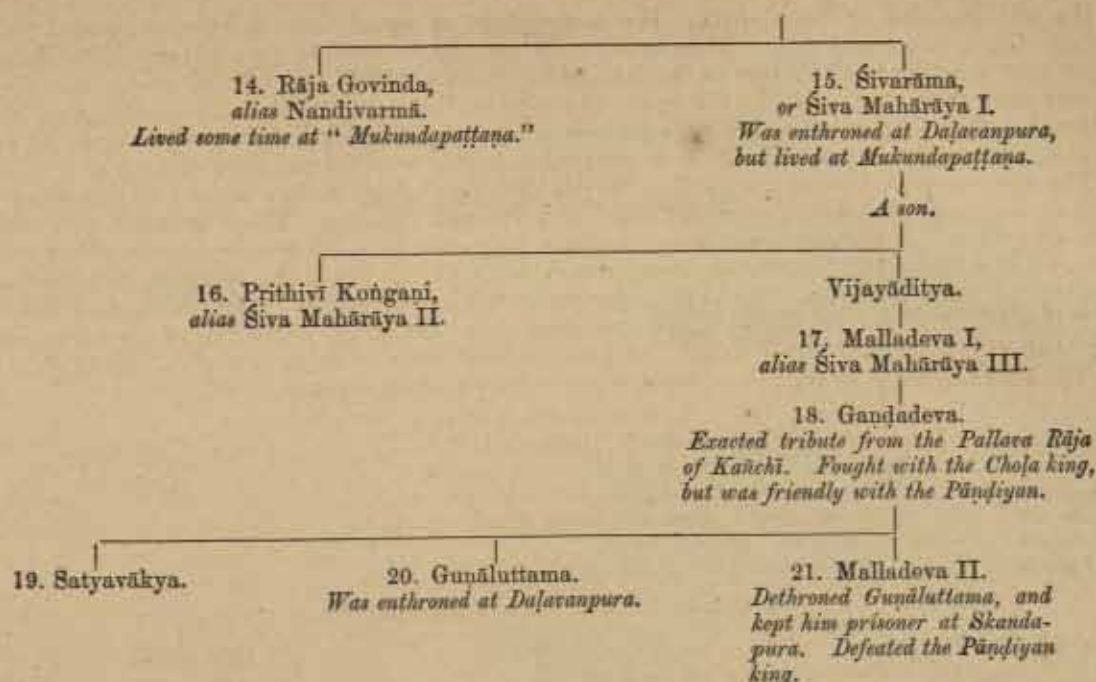 14. Rāja Govinda,
alias Nandivarmā.
Lived some time at “ Mukundapaṭṭaṇa.”
15. Śivarāma,
or Śiva Mahārāya I.
Was enthroned at Daḷavanpura,
but lived at Mukundapaṭṭaṇa.
A son.
16. Pṛithivī Koṅgaṇi,
alias Śiva Mahārāya II.
Vijayāditya.
17. Malladeva I,
alias Śiva Mahārāya III.
18. Gaṇḍadeva.
Exacted tribute from the Pallava Rāja
of Kañchī. Fought with the Choḷa king,
but was friendly with the Pāṇḍiyan.
19. Satyavākya.
20. Guṇāluttama.
Was enthroned at Daḷavanpura.
21. Malladeva II.
Dethroned Guṇāluttama, and
kept him prisoner at Skanda-
pura. Defeated the Pāṇḍiyan
king.